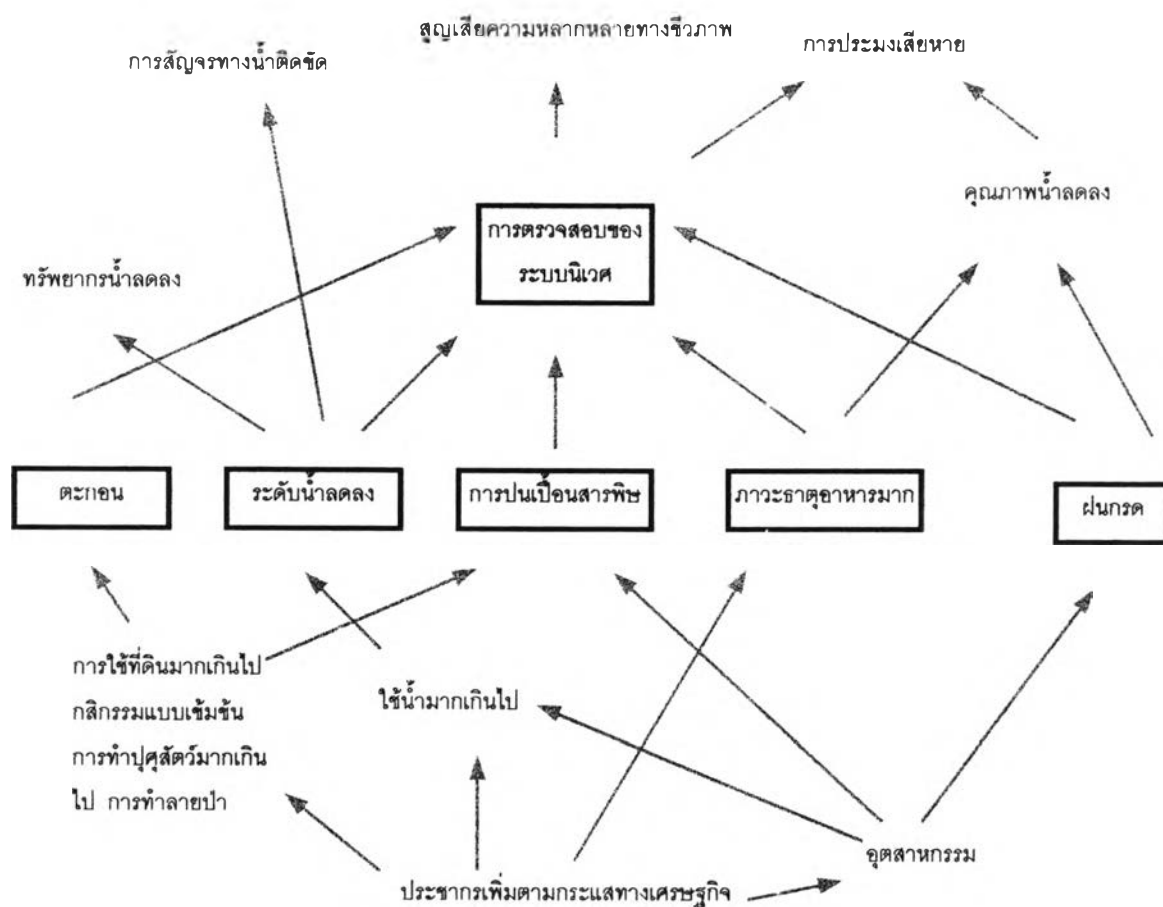 สูญเสียความหลากหลายทางชีวภาพ
การประมงเสียหาย
การสัญจรทางน้ำติดขัด
คุณภาพน้ำลดลง
การตรวจสอบของ
ระบบนิเวศ
ทรัพยากรน้ำลดลง
ตะกอน
ระดับน้ำลดลง
การปนเปื้อนสารพิษ
ภาวะธาตุอาหารมาก
ฝนกรด
การใช้ที่ดินมากเกินไป
กสิกรรมแบบเข้มข้น
การทำปุศุสัตว์มากเกิน
ไป การทำลายป่า
ใช้น้ำมากเกินไป
อุตสาหกรรม
ประชากรเพิ่มตามกระแสทางเศรษฐกิจ